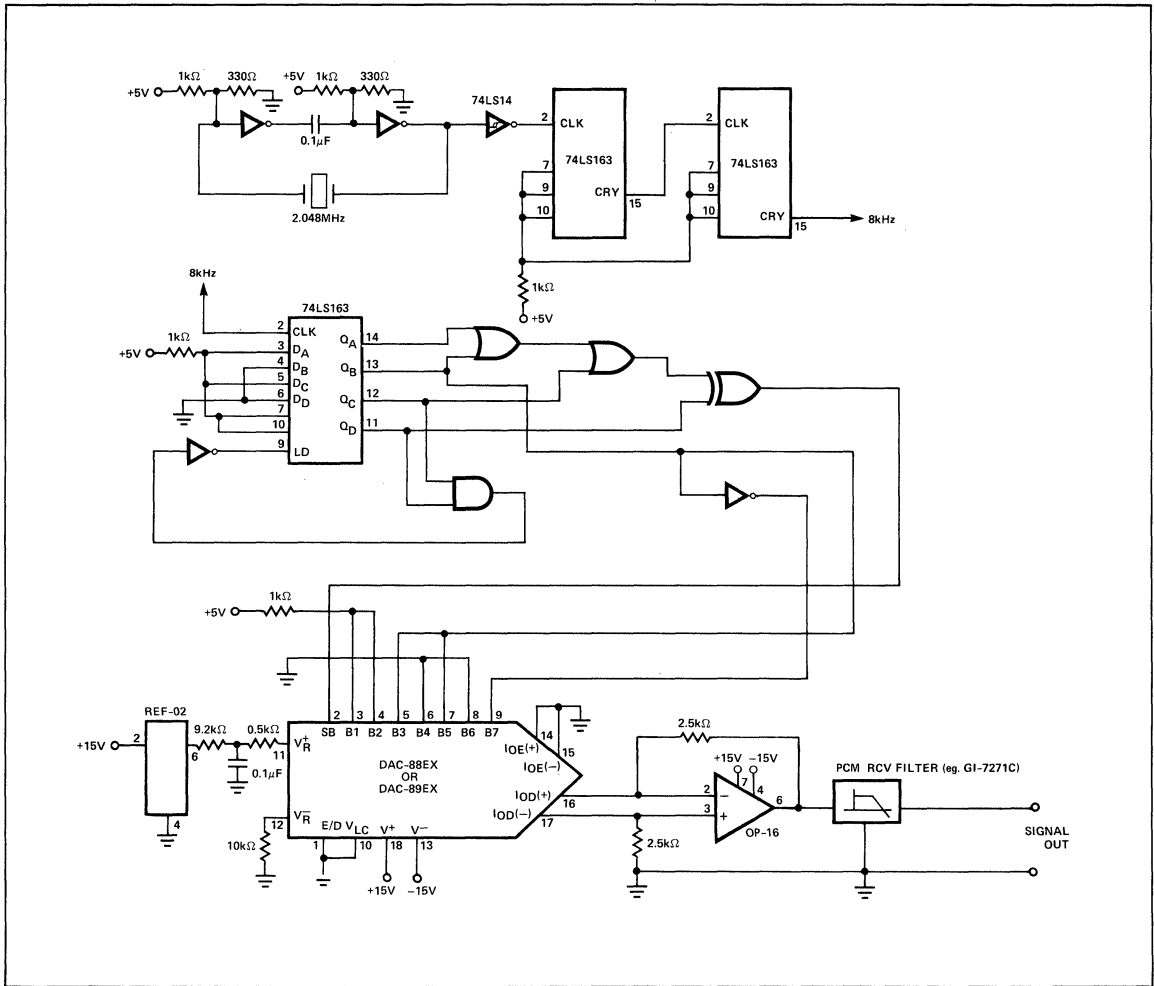 1kΩ 330Ω +5V 1kΩ 330Ω
+5V
0.1µF
2.048MHz
74LS14
2 CLK
74LS163
7
9
10
CRY
15
2 CLK
74LS163
7
9
10
CRY
15
8kHz
1kΩ
+5V
8kHz
74LS163
1kΩ
+5V
2 CLK
3 DA
4 DB
5 DC
6 DD
7
10
9 LD
QA 14
QB 13
QC 12
QD 11
+5V 1kΩ
REF-02
+15V 2
6
4
9.2kΩ 0.5kΩ
0.1µF
11
VR+
2 3 4 5 6 7 8 9
SB B1 B2 B3 B4 B5 B6 B7
DAC-88EX
OR
DAC-89EX
IOE(+) 14
IOE(-) 15
IOD(+) 16
IOD(-) 17
VR-
12
10kΩ
E/D VLC V+ V-
1 10 18 13
+15V -15V
2.5kΩ
+15V -15V
7 4
2 -
3 +
6
OP-16
2.5kΩ
PCM RCV FILTER (eg. GI-7271C)
SIGNAL
OUT